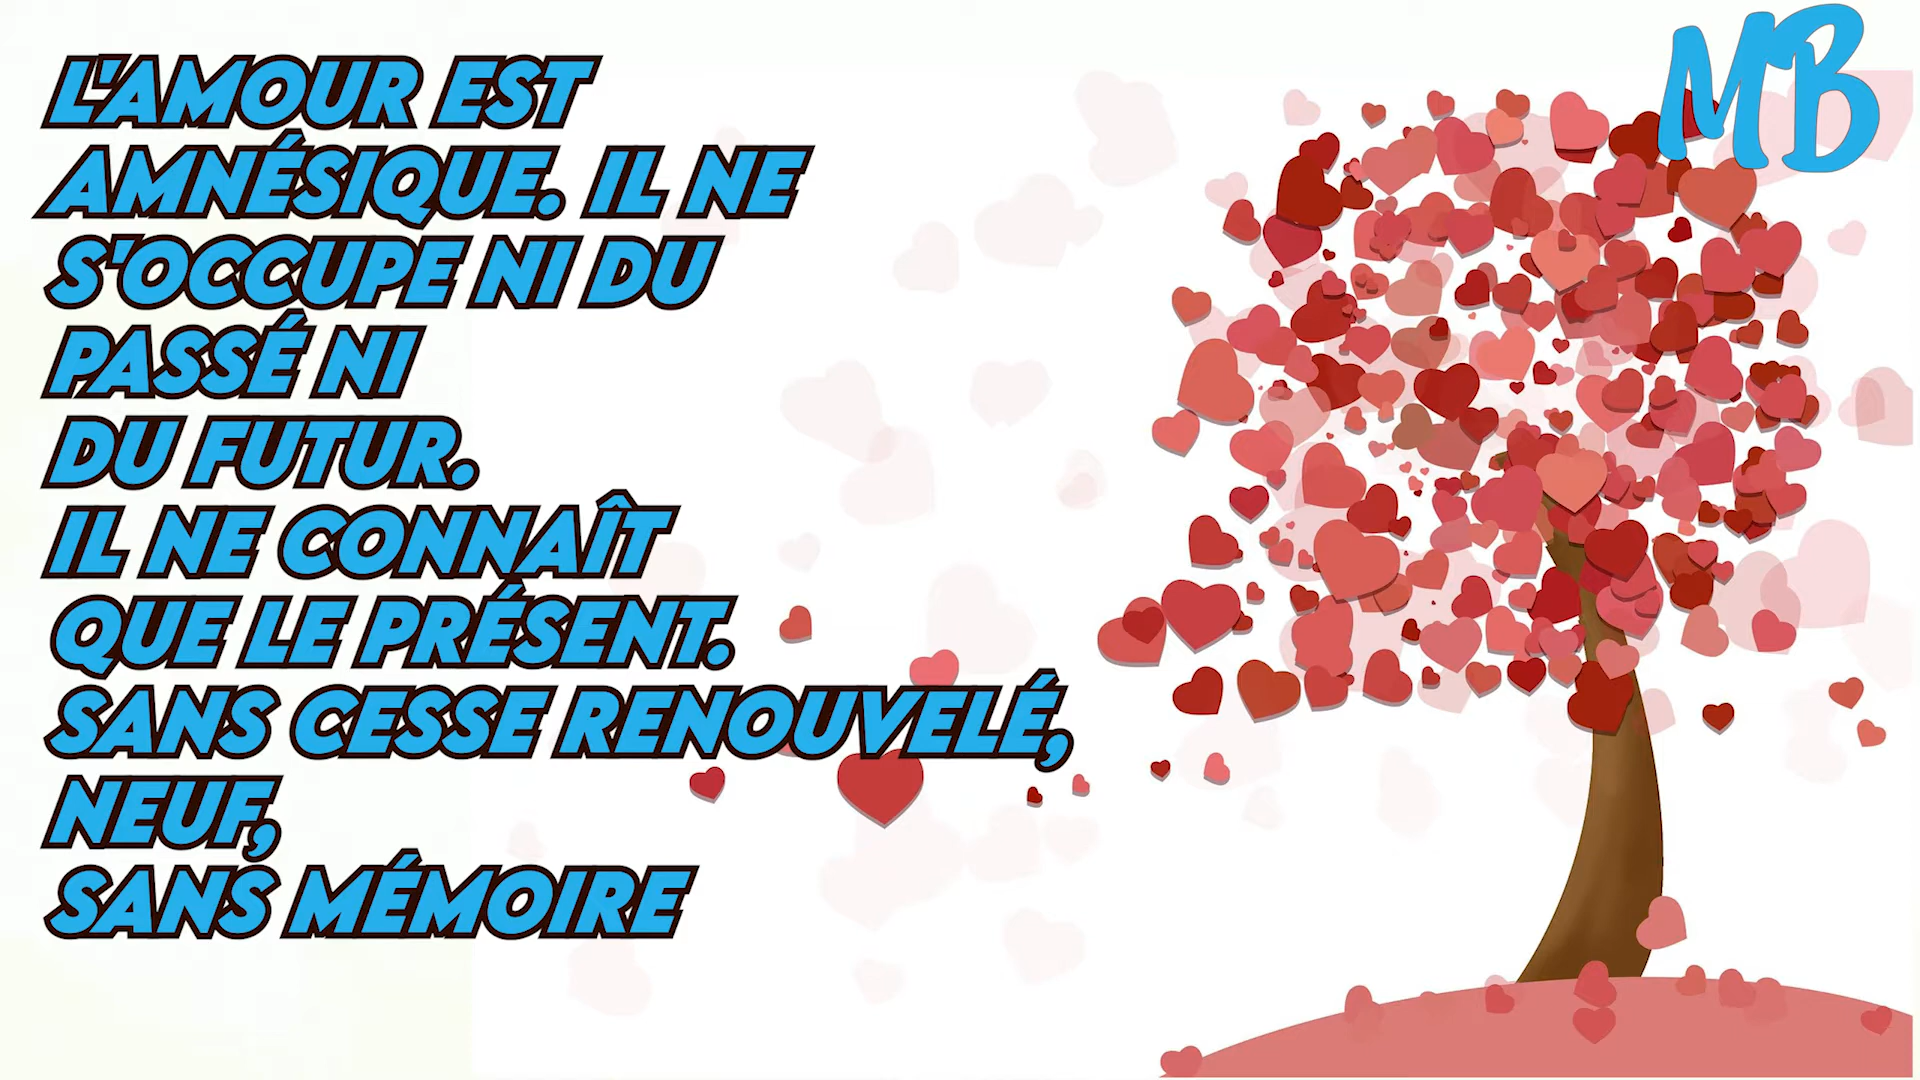 MB
L'AMOUR EST
AMNÉSIQUE. IL NE
S'OCCUPE NI DU
PASSÉ NI
DU FUTUR.
IL NE CONNAÎT
QUE LE PRÉSENT.
SANS CESSE RENOUVELÉ,
NEUF,
SANS MÉMOIRE